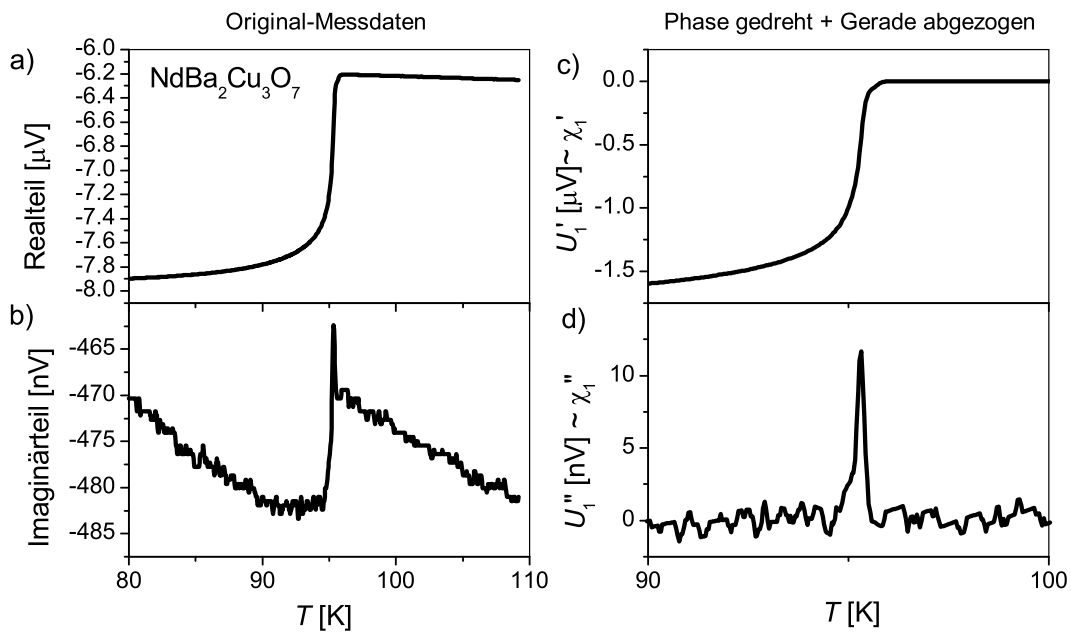 Original-Messdaten
Phase gedreht + Gerade abgezogen
a)
NdBa₂Cu₃O₇
Realteil [μV]
-6.0
-6.2
-6.4
-6.6
-6.8
-7.0
-7.2
-7.4
-7.6
-7.8
-8.0
b)
Imaginärteil [nV]
-465
-470
-475
-480
-485
80
90
100
110
T [K]
c)
U₁' [μV]~ χ₁'
0.0
-0.5
-1.0
-1.5
d)
U₁'' [nV] ~ χ₁''
10
5
0
90
100
T [K]